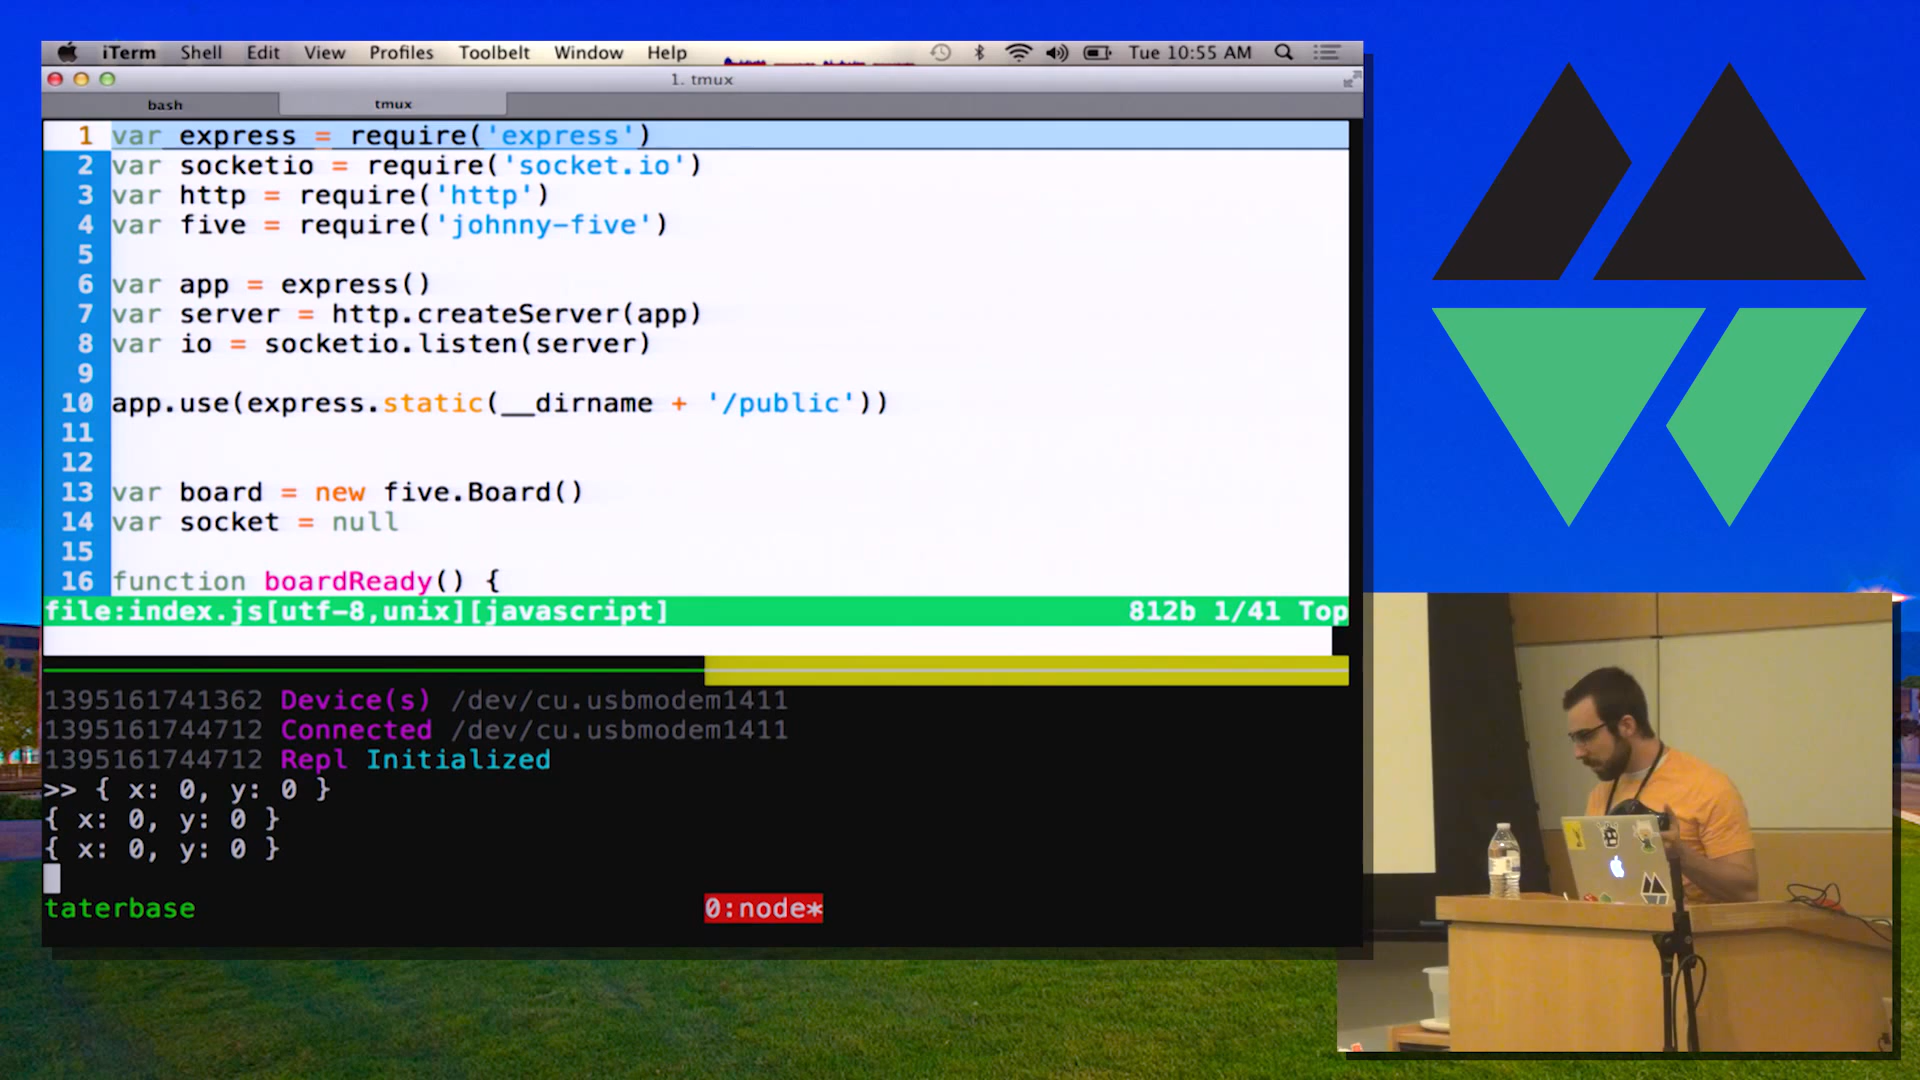 iTerm Shell Edit View Profiles Toolbelt Window Help Tue 10:55 AM
1. tmux
bash tmux
1 var express = require('express')
2 var socketio = require('socket.io')
3 var http = require('http')
4 var five = require('johnny-five')
5
6 var app = express()
7 var server = http.createServer(app)
8 var io = socketio.listen(server)
9
10 app.use(express.static(__dirname + '/public'))
11
12
13 var board = new five.Board()
14 var socket = null
15
16 function boardReady() {
file:index.js[utf-8,unix][javascript] 812b 1/41 Top
1395161741362 Device(s) /dev/cu.usbmodem1411
1395161744712 Connected /dev/cu.usbmodem1411
1395161744712 Repl Initialized
>> { x: 0, y: 0 }
{ x: 0, y: 0 }
{ x: 0, y: 0 }
taterbase 0:node*